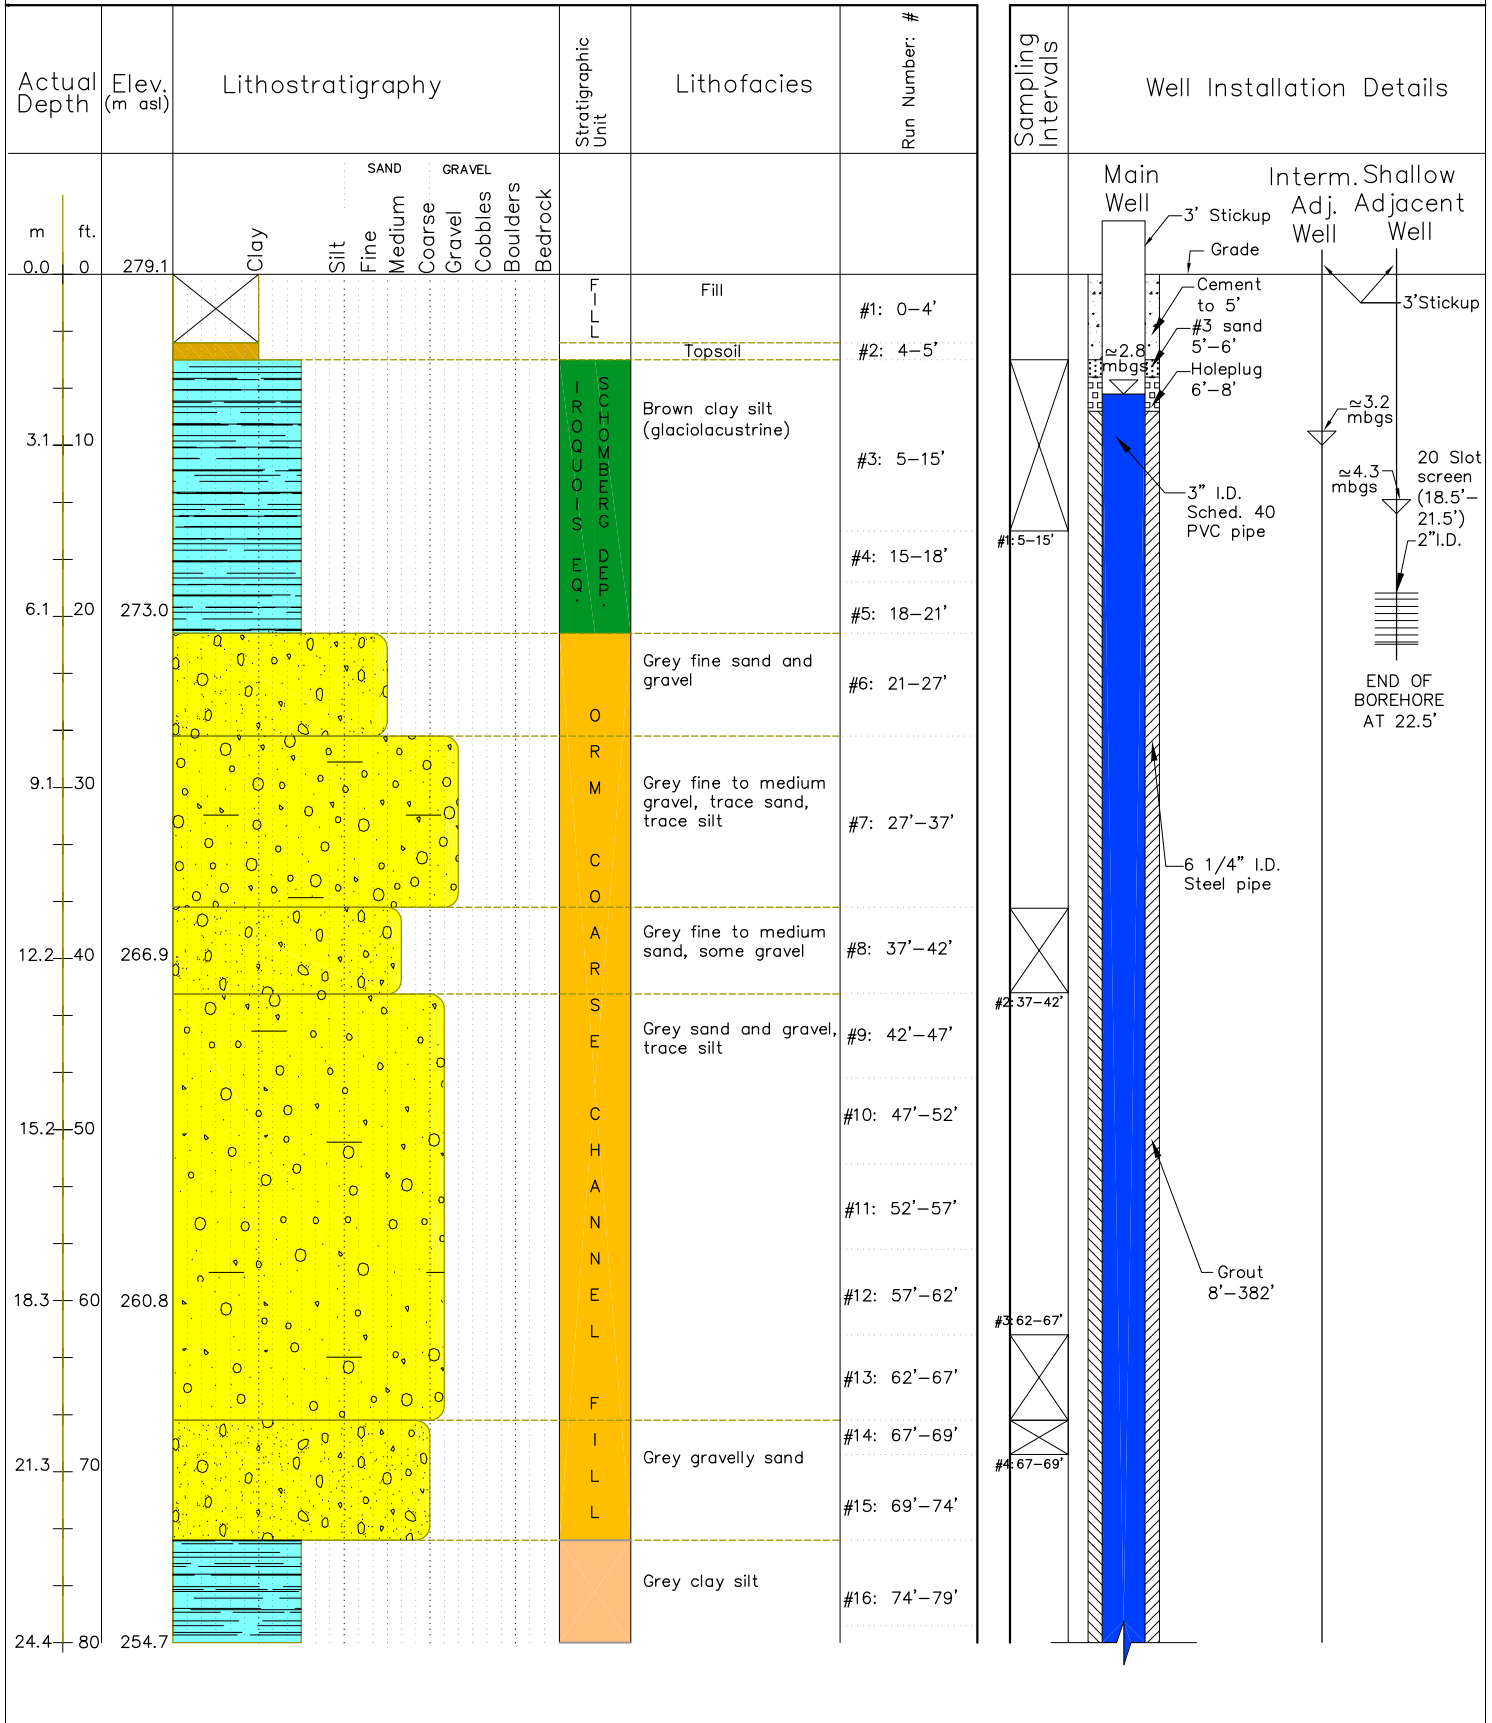 Actual
Depth
Elev.
(m asl)
Lithostratigraphy
Stratigraphic
Unit
Lithofacies
Run Number: #
Sampling
Intervals
Well Installation Details
SAND
GRAVEL
m
ft.
Clay
Silt
Fine
Medium
Coarse
Gravel
Cobbles
Boulders
Bedrock
Main
Well
Interm.
Adj.
Well
Shallow
Adjacent
Well
3' Stickup
Grade
0.0
0
279.1
FILL
Fill
#1: 0-4'
Cement
to 5'
3'Stickup
#3 sand
5'-6'
Topsoil
#2: 4-5'
≃2.8
mbgs
Holeplug
6'-8'
IROQUOIS EQ.
SCHOMBERG DEP.
Brown clay silt
(glaciolacustrine)
≃3.2
mbgs
3.1
10
#3: 5-15'
≃4.3
mbgs
20 Slot
screen
(18.5'-
21.5')
2"I.D.
3" I.D.
Sched. 40
PVC pipe
#1:5-15'
#4: 15-18'
6.1
20
273.0
#5: 18-21'
Grey fine sand and
gravel
#6: 21-27'
END OF
BOREHORE
AT 22.5'
ORM COARSE CHANNEL FILL
9.1
30
Grey fine to medium
gravel, trace sand,
trace silt
#7: 27'-37'
6 1/4" I.D.
Steel pipe
12.2
40
266.9
Grey fine to medium
sand, some gravel
#8: 37'-42'
#2:37-42'
Grey sand and gravel,
trace silt
#9: 42'-47'
15.2
50
#10: 47'-52'
#11: 52'-57'
Grout
8'-382'
18.3
60
260.8
#12: 57'-62'
#3:62-67'
#13: 62'-67'
#14: 67'-69'
21.3
70
Grey gravelly sand
#4:67-69'
#15: 69'-74'
Grey clay silt
#16: 74'-79'
24.4
80
254.7